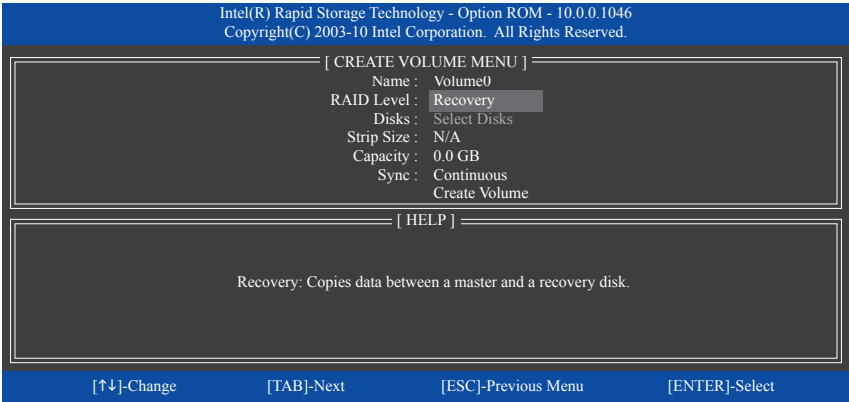 Intel(R) Rapid Storage Technology - Option ROM - 10.0.0.1046
Copyright(C) 2003-10 Intel Corporation. All Rights Reserved.
[ CREATE VOLUME MENU ]
Name : Volume0
RAID Level : Recovery
Disks : Select Disks
Strip Size : N/A
Capacity : 0.0 GB
Sync : Continuous
Create Volume
[ HELP ]
Recovery: Copies data between a master and a recovery disk.
[↑↓]-Change [TAB]-Next [ESC]-Previous Menu [ENTER]-Select